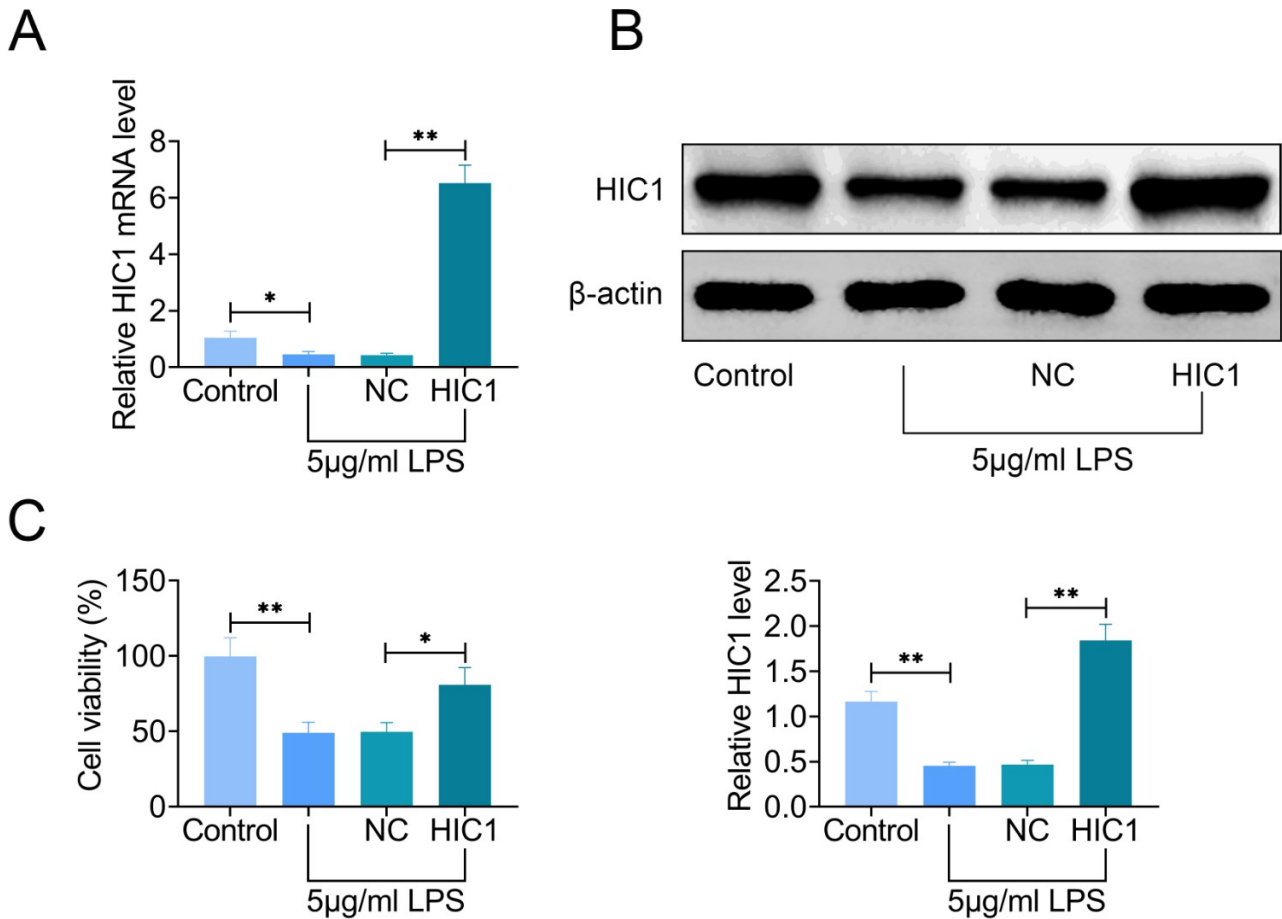 A
Relative HIC1 mRNA level
8
6
4
2
0
*
**
Control
NC
HIC1
5µg/ml LPS
B
HIC1
β-actin
Control
NC
HIC1
5µg/ml LPS
C
Cell viability (%)
150
100
50
0
**
*
Control
NC
HIC1
5µg/ml LPS
Relative HIC1 level
2.5
2.0
1.5
1.0
0.5
0.0
**
**
Control
NC
HIC1
5µg/ml LPS